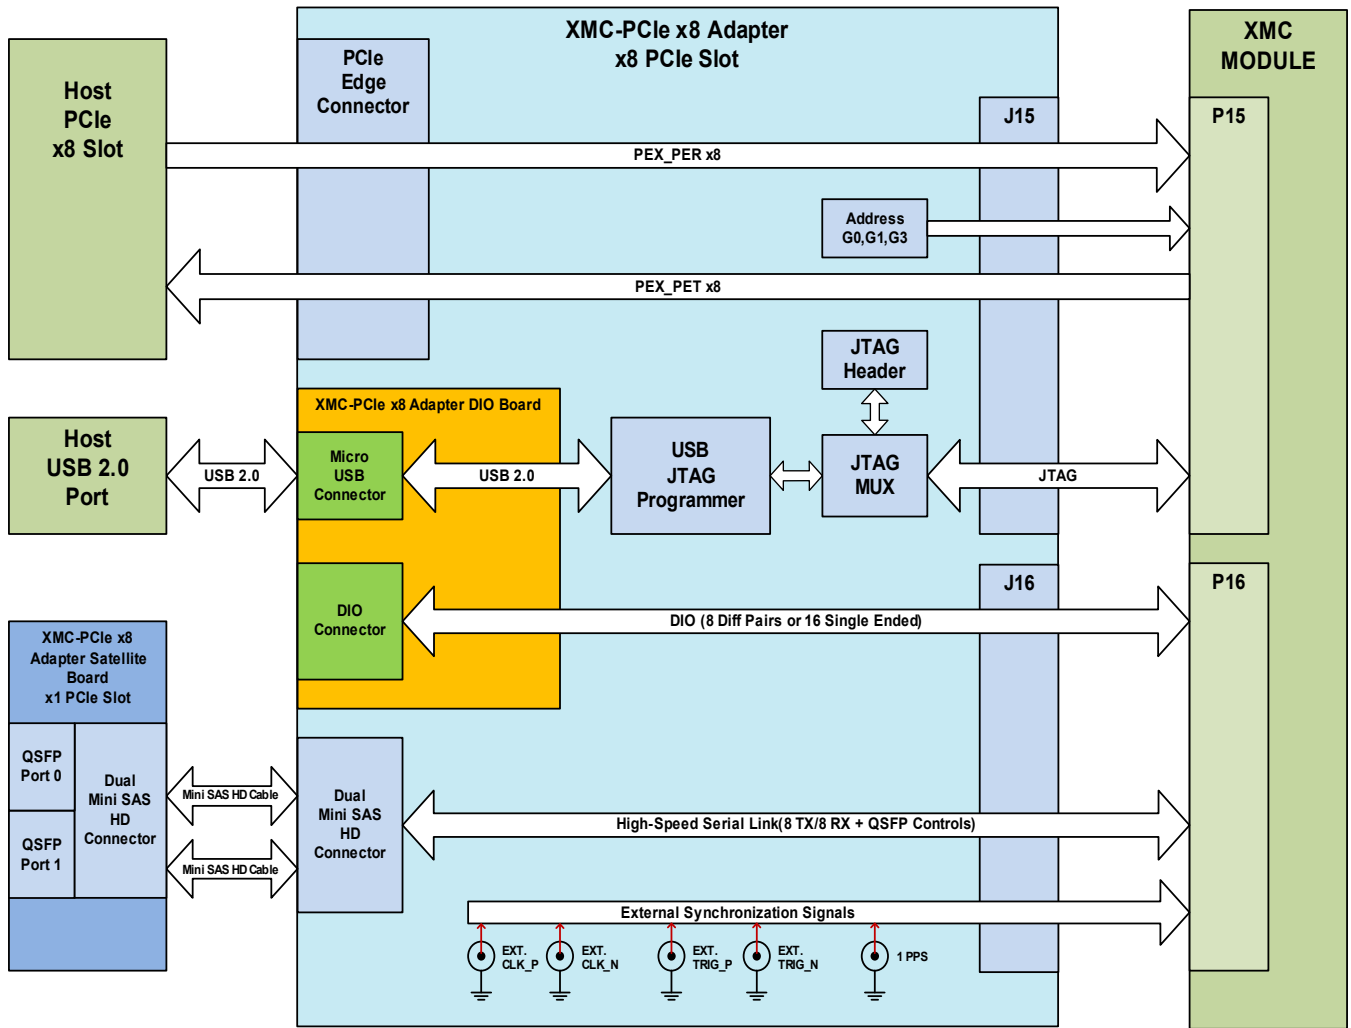 XMC-PCIe x8 Adapter
x8 PCIe Slot
XMC
MODULE
Host
PCIe
x8 Slot
PCIe
Edge
Connector
J15
P15
PEX_PER x8
Address
G0,G1,G3
PEX_PET x8
JTAG
Header
XMC-PCIe x8 Adapter DIO Board
Host
USB 2.0
Port
USB 2.0
Micro
USB
Connector
USB 2.0
USB
JTAG
Programmer
JTAG
MUX
JTAG
DIO
Connector
DIO (8 Diff Pairs or 16 Single Ended)
J16
P16
XMC-PCIe x8
Adapter Satellite
Board
x1 PCIe Slot
QSFP
Port 0
QSFP
Port 1
Dual
Mini SAS
HD
Connector
Mini SAS HD Cable
Mini SAS HD Cable
Dual
Mini SAS
HD
Connector
High-Speed Serial Link(8 TX/8 RX + QSFP Controls)
External Synchronization Signals
EXT.
CLK_P
EXT.
CLK_N
EXT.
TRIG_P
EXT.
TRIG_N
1 PPS